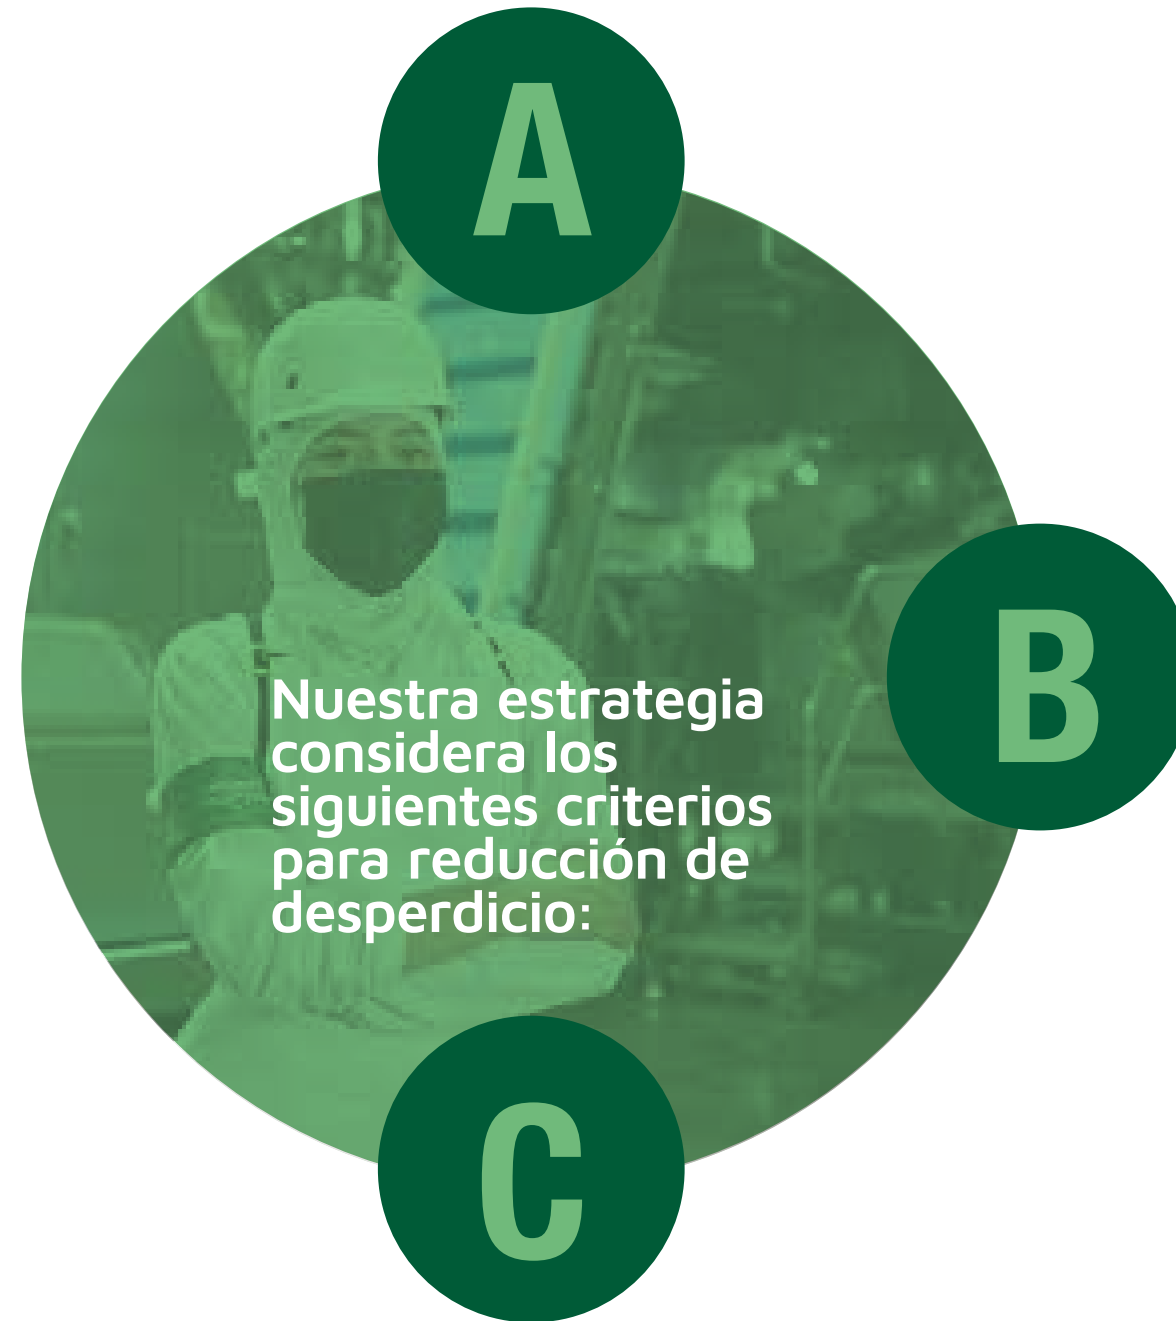 A
B
Nuestra estrategia
considera los
siguientes criterios
para reducción de
desperdicio:
C